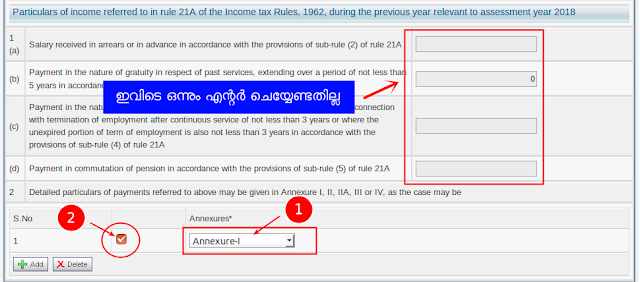 Particulars of income referred to in rule 21A of the Income tax Rules, 1962, during the previous year relevant to assessment year 2018
1
(a)
Salary received in arrears or in advance in accordance with the provisions of sub-rule (2) of rule 21A
(b)
Payment in the nature of gratuity in respect of past services, extending over a period of not less than
5 years in accordanc
0
ഇവിടെ ഒന്നും എന്റർ ചെയ്യേണ്ടതില്ല
(c)
Payment in the natu
connection
with termination of employment after continuous service of not less than 3 years or where the
unexpired portion of term of employment is also not less than 3 years in accordance with the
provisions of sub-rule (4) of rule 21A
(d)
Payment in commutation of pension in accordance with the provisions of sub-rule (5) of rule 21A
2
Detailed particulars of payments referred to above may be given in Annexure I, II, IIA, III or IV, as the case may be
S.No
2
Annexures*
1
1
Annexure-I
Add
Delete